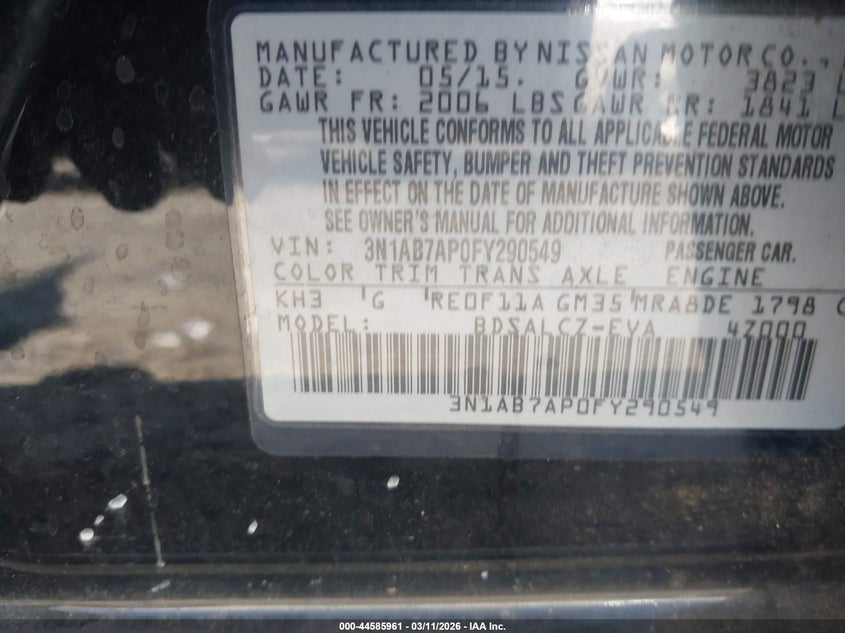 MANUFACTURED BY NISSAN MOTOR CO.,
DATE: 05/15. GVWR: 3823 L
GAWR FR: 2006 LBS GAWR RR: 1841 L
THIS VEHICLE CONFORMS TO ALL APPLICABLE FEDERAL MOTOR
VEHICLE SAFETY, BUMPER AND THEFT PREVENTION STANDARDS
IN EFFECT ON THE DATE OF MANUFACTURE SHOWN ABOVE.
SEE OWNER'S MANUAL FOR ADDITIONAL INFORMATION.
VIN: 3N1AB7AP0FY290549 PASSENGER CAR.
COLOR TRIM TRANS AXLE ENGINE
KH3 'G 'RE0F11A GM35'MRA8DE 1798 C
MODEL: BDSALCZ-EVA 4Z000
3N1AB7AP0FY290549
000-44585961 - 03/11/2026 - IAA Inc.